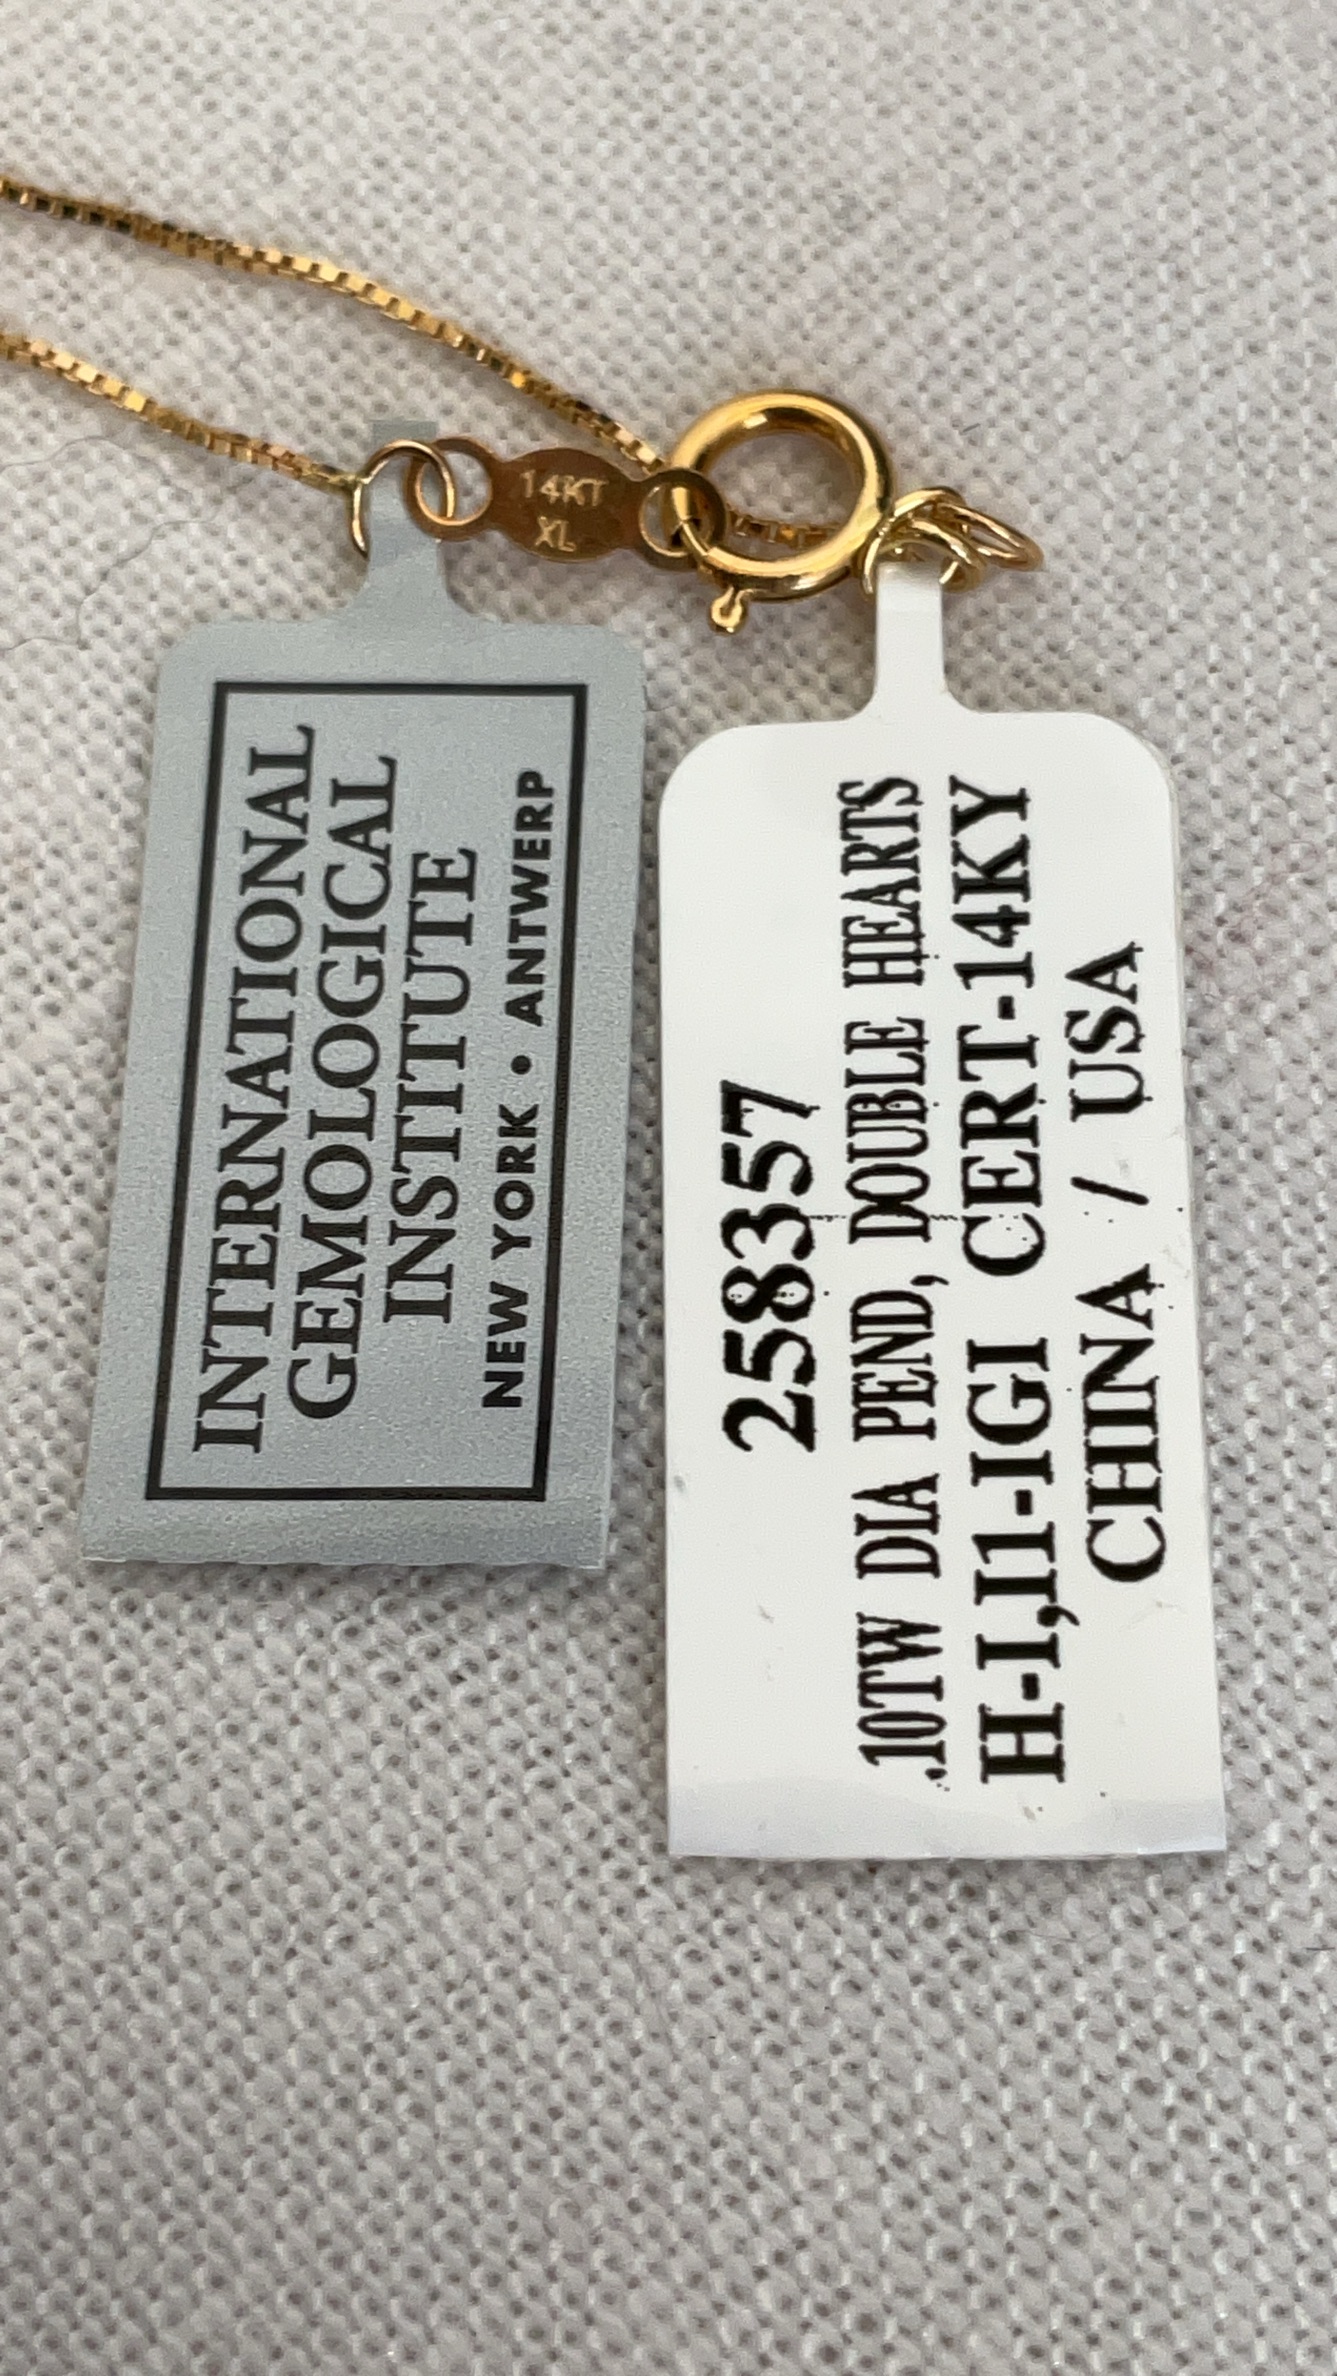 14KT
XL
INTERNATIONAL
GEMOLOGICAL
INSTITUTE
NEW YORK • ANTWERP
258357
.10TW DIA PEND, DOUBLE HEARTS
H-I,I1-IGI CERT-14KY
CHINA / USA